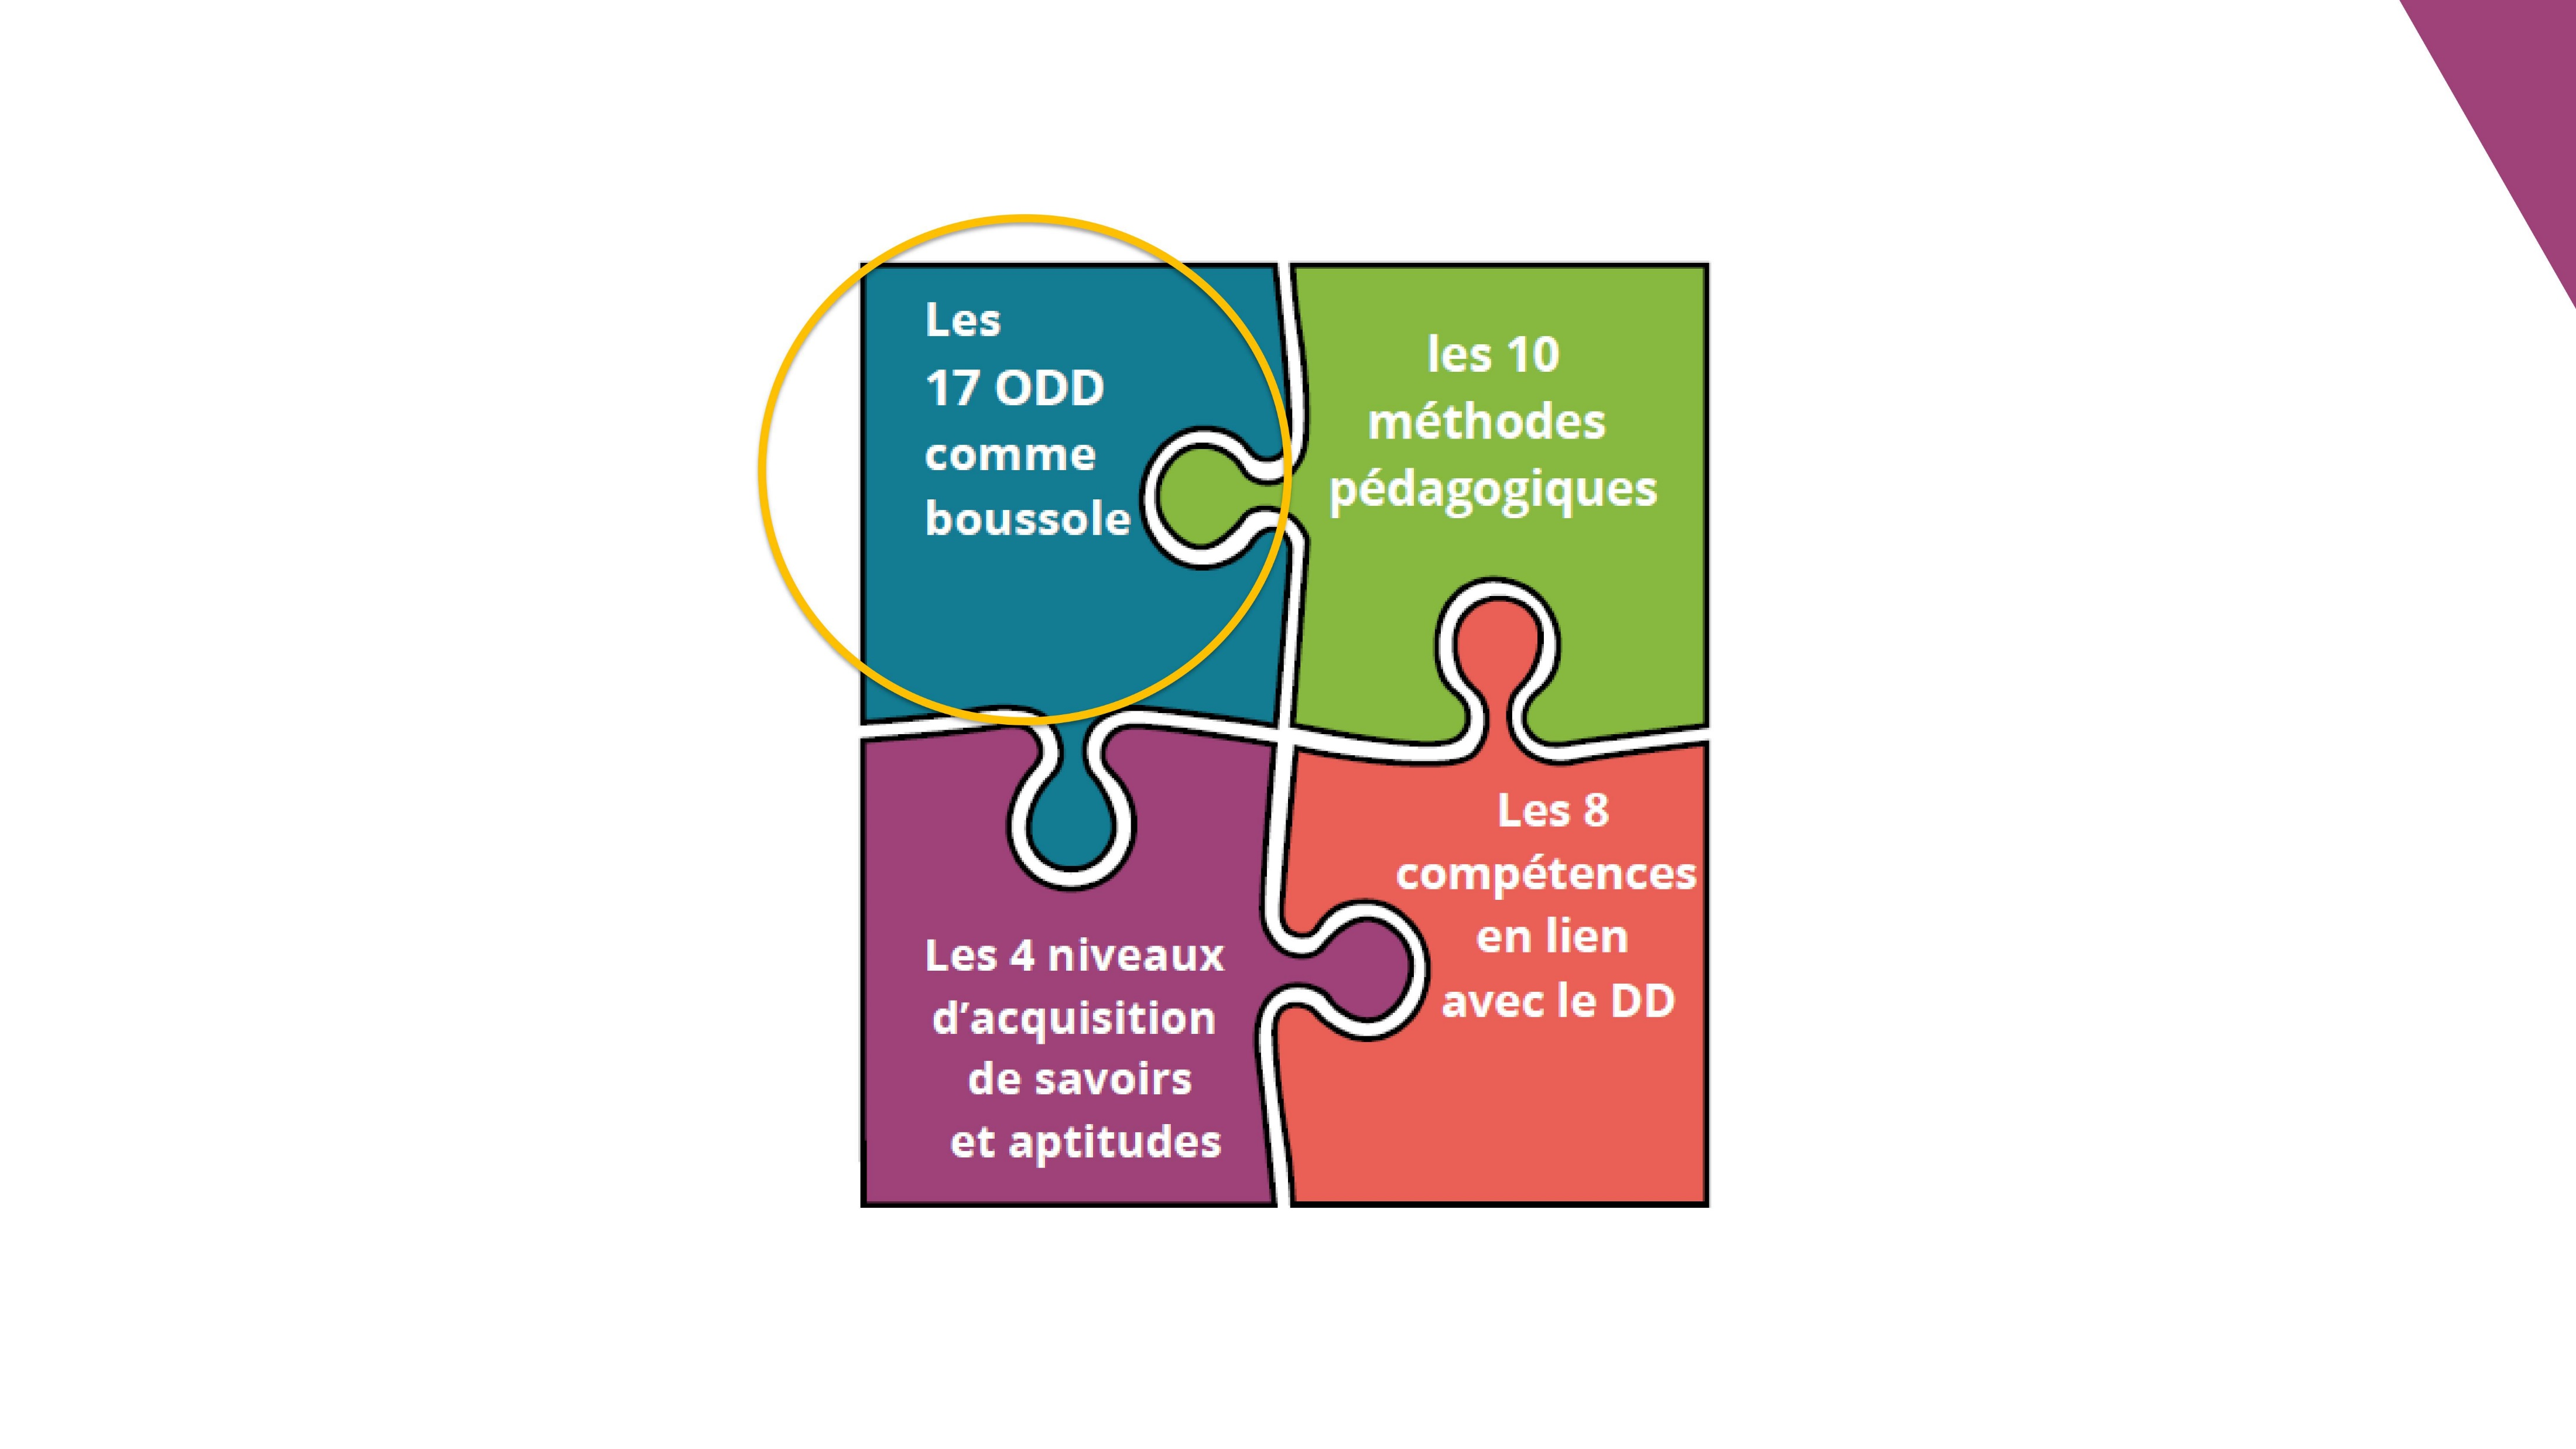 Les
17 ODD
comme
boussole
les 10
méthodes
pédagogiques
Les 4 niveaux
d’acquisition
de savoirs
et aptitudes
Les 8
compétences
en lien
avec le DD